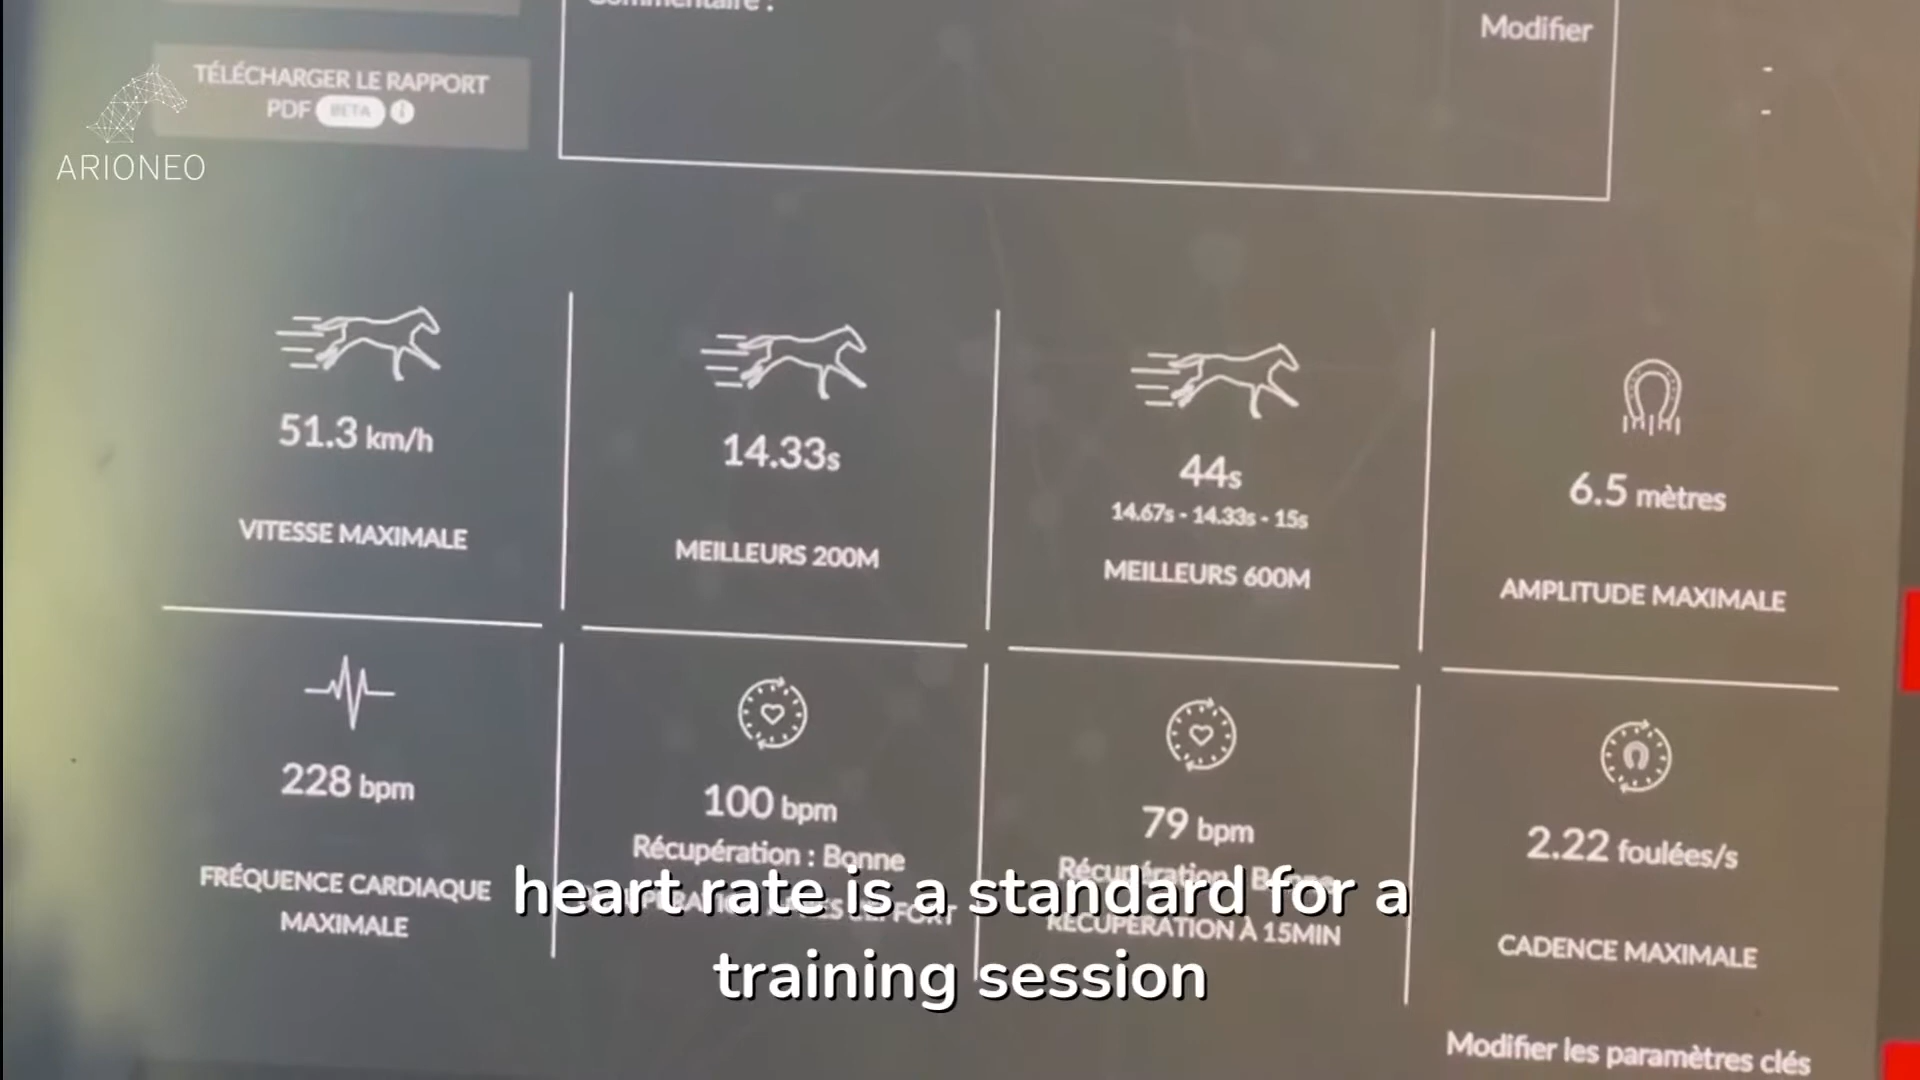 Commentaire :
Modifier
TÉLÉCHARGER LE RAPPORT
PDF BETA i
ARIONEO
51.3 km/h
VITESSE MAXIMALE
14.33s
MEILLEURS 200M
44s
14.67s - 14.33s - 15s
MEILLEURS 600M
6.5 mètres
AMPLITUDE MAXIMALE
228 bpm
FRÉQUENCE CARDIAQUE
MAXIMALE
100 bpm
Récupération : Bonne
79 bpm
Récupération : Bonne
RÉCUPÉRATION À 15MIN
2.22 foulées/s
CADENCE MAXIMALE
heart rate is a standard for a
training session
Modifier les paramètres clés